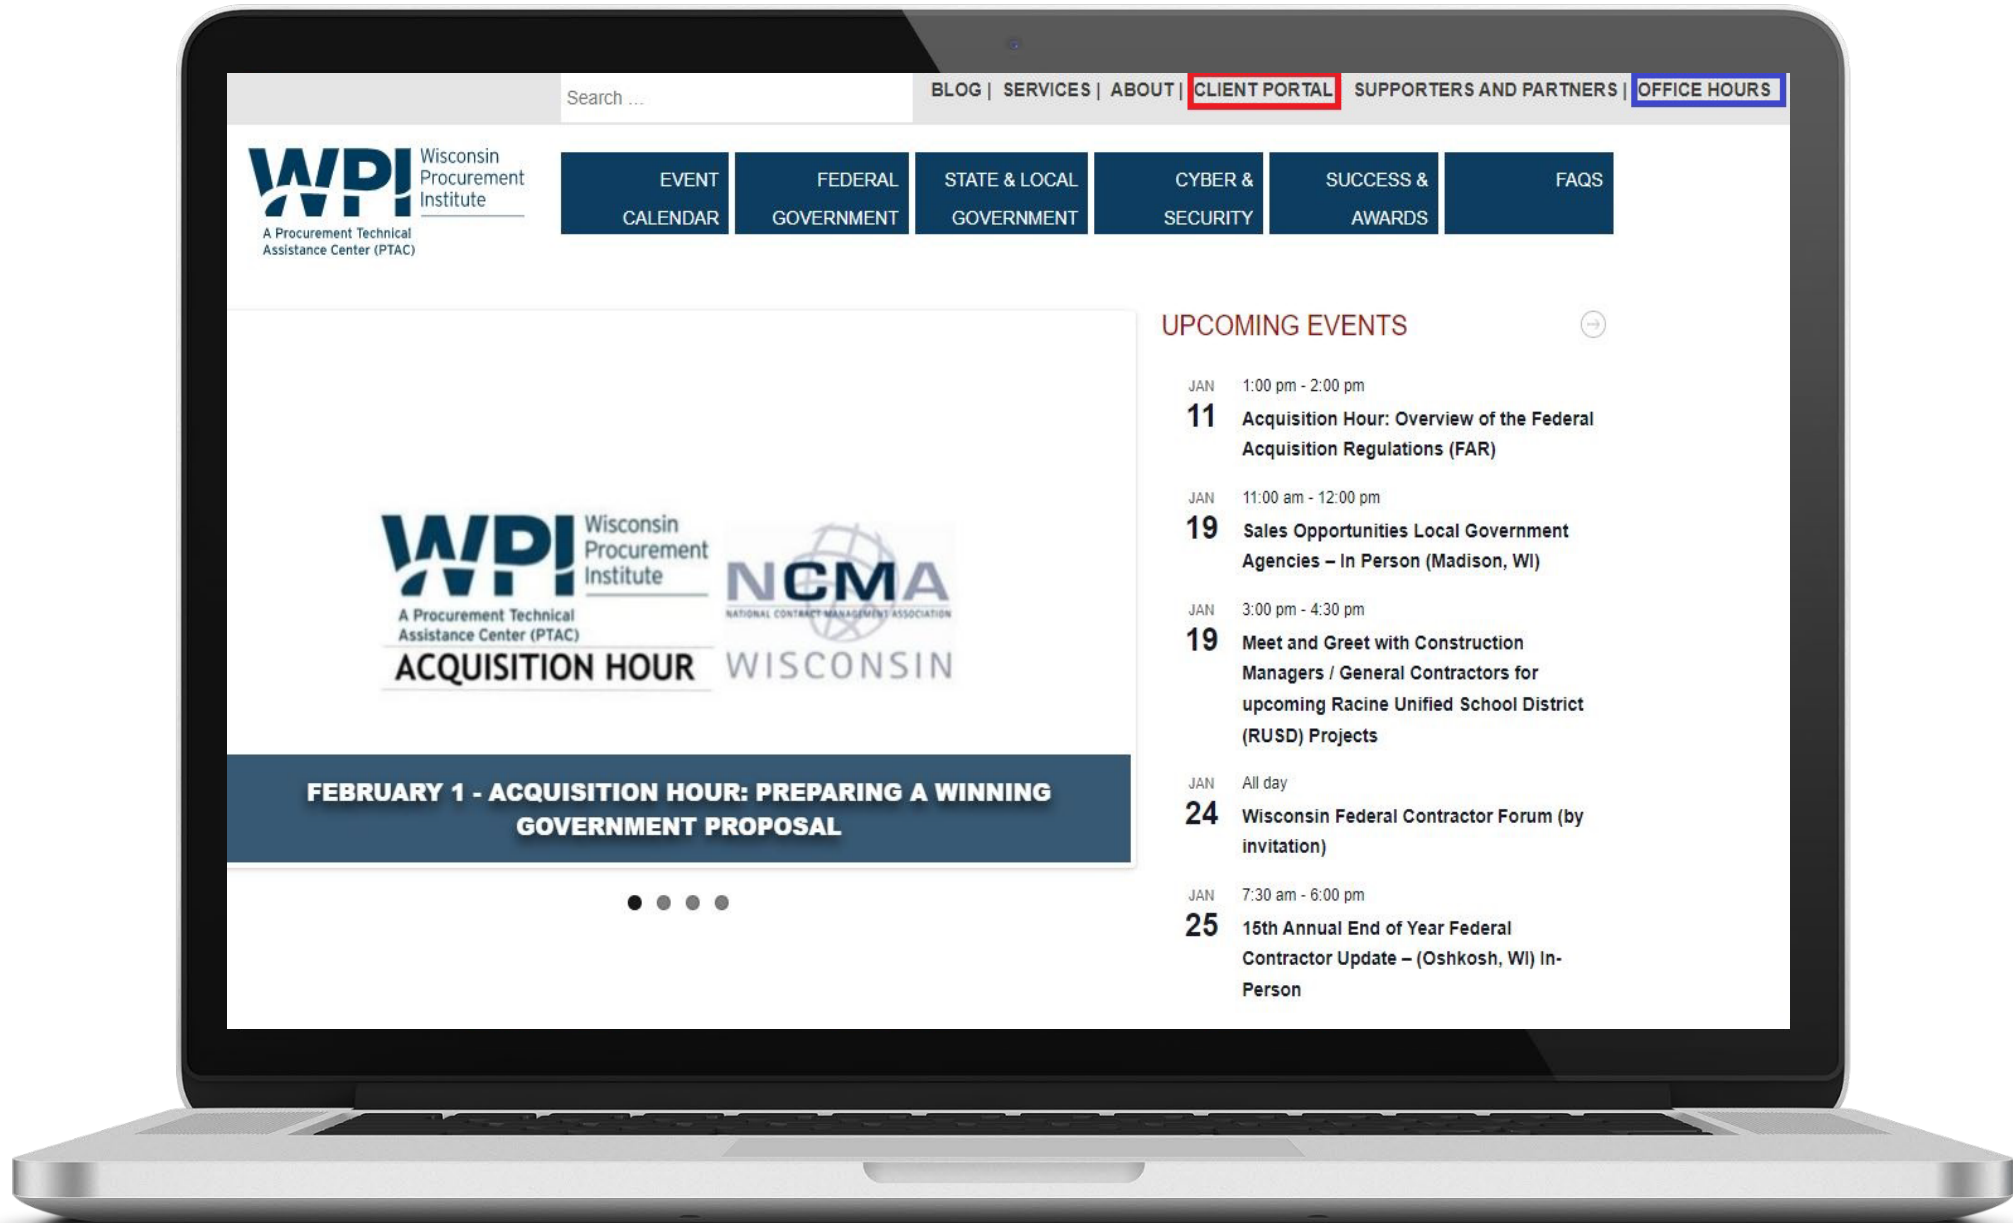 Search ...
BLOG | SERVICES | ABOUT | CLIENT PORTAL SUPPORTERS AND PARTNERS | OFFICE HOURS
WPI
Wisconsin
Procurement
Institute
A Procurement Technical
Assistance Center (PTAC)
EVENT
CALENDAR
FEDERAL
GOVERNMENT
STATE & LOCAL
GOVERNMENT
CYBER &
SECURITY
SUCCESS &
AWARDS
FAQS
WPI
Wisconsin
Procurement
Institute
A Procurement Technical
Assistance Center (PTAC)
ACQUISITION HOUR
NCMA
NATIONAL CONTRACT MANAGEMENT ASSOCIATION
WISCONSIN
FEBRUARY 1 - ACQUISITION HOUR: PREPARING A WINNING
GOVERNMENT PROPOSAL
UPCOMING EVENTS
JAN 1:00 pm - 2:00 pm
11 Acquisition Hour: Overview of the Federal
Acquisition Regulations (FAR)
JAN 11:00 am - 12:00 pm
19 Sales Opportunities Local Government
Agencies – In Person (Madison, WI)
JAN 3:00 pm - 4:30 pm
19 Meet and Greet with Construction
Managers / General Contractors for
upcoming Racine Unified School District
(RUSD) Projects
JAN All day
24 Wisconsin Federal Contractor Forum (by
invitation)
JAN 7:30 am - 6:00 pm
25 15th Annual End of Year Federal
Contractor Update – (Oshkosh, WI) In-
Person